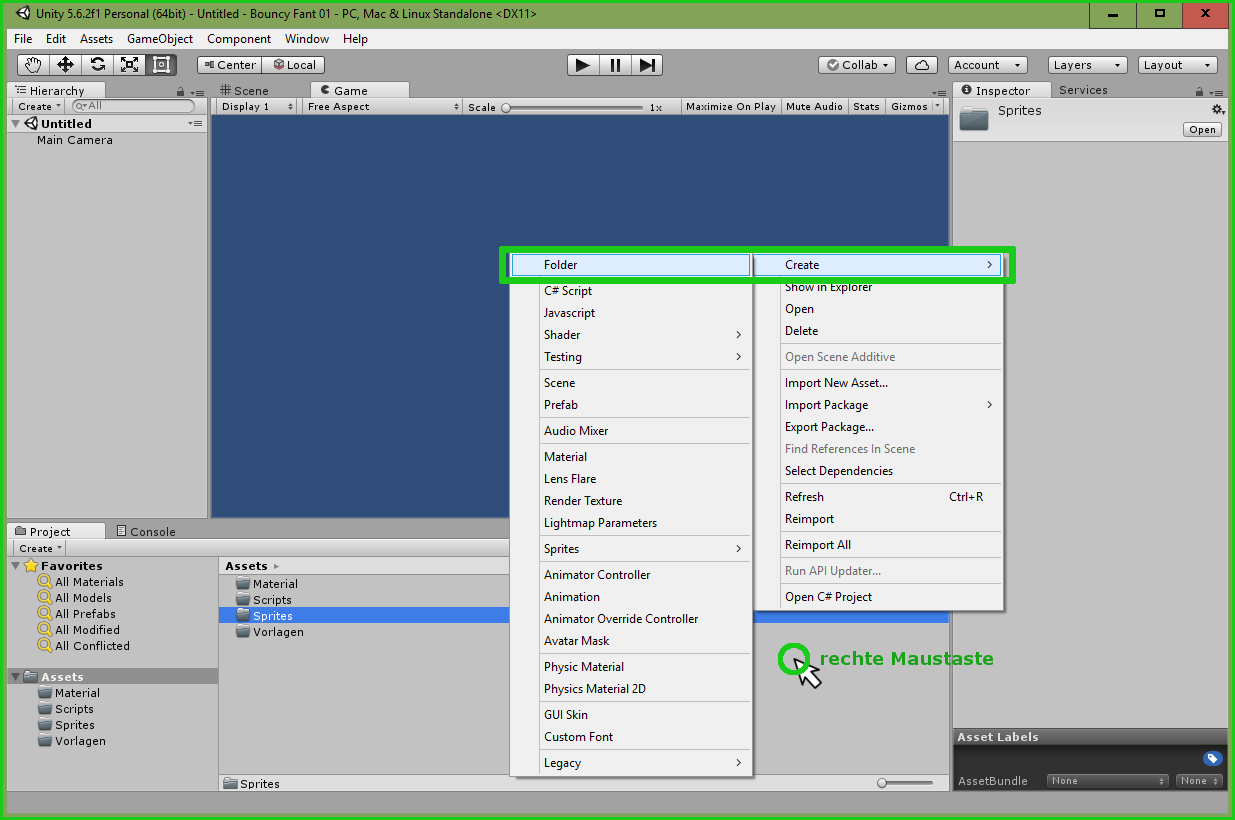 Unity 5.6.2f1 Personal (64bit) - Untitled - Bouncy Fant 01 - PC, Mac & Linux Standalone <DX11>
File Edit Assets GameObject Component Window Help
Center Local Collab Account Layers Layout
Hierarchy
Create All
Untitled
Main Camera
Scene Game
Display 1 Free Aspect Scale 1x Maximize On Play Mute Audio Stats Gizmos
Inspector Services
Sprites
Open
Folder
C# Script
Javascript
Shader
Testing
Scene
Prefab
Audio Mixer
Material
Lens Flare
Render Texture
Lightmap Parameters
Sprites
Animator Controller
Animation
Animator Override Controller
Avatar Mask
Physic Material
Physics Material 2D
GUI Skin
Custom Font
Legacy
Create
Show in Explorer
Open
Delete
Open Scene Additive
Import New Asset...
Import Package
Export Package...
Find References In Scene
Select Dependencies
Refresh Ctrl+R
Reimport
Reimport All
Run API Updater...
Open C# Project
rechte Maustaste
Project Console
Create
Favorites
All Materials
All Models
All Prefabs
All Modified
All Conflicted
Assets
Material
Scripts
Sprites
Vorlagen
Assets
Material
Scripts
Sprites
Vorlagen
Sprites
Asset Labels
AssetBundle None None